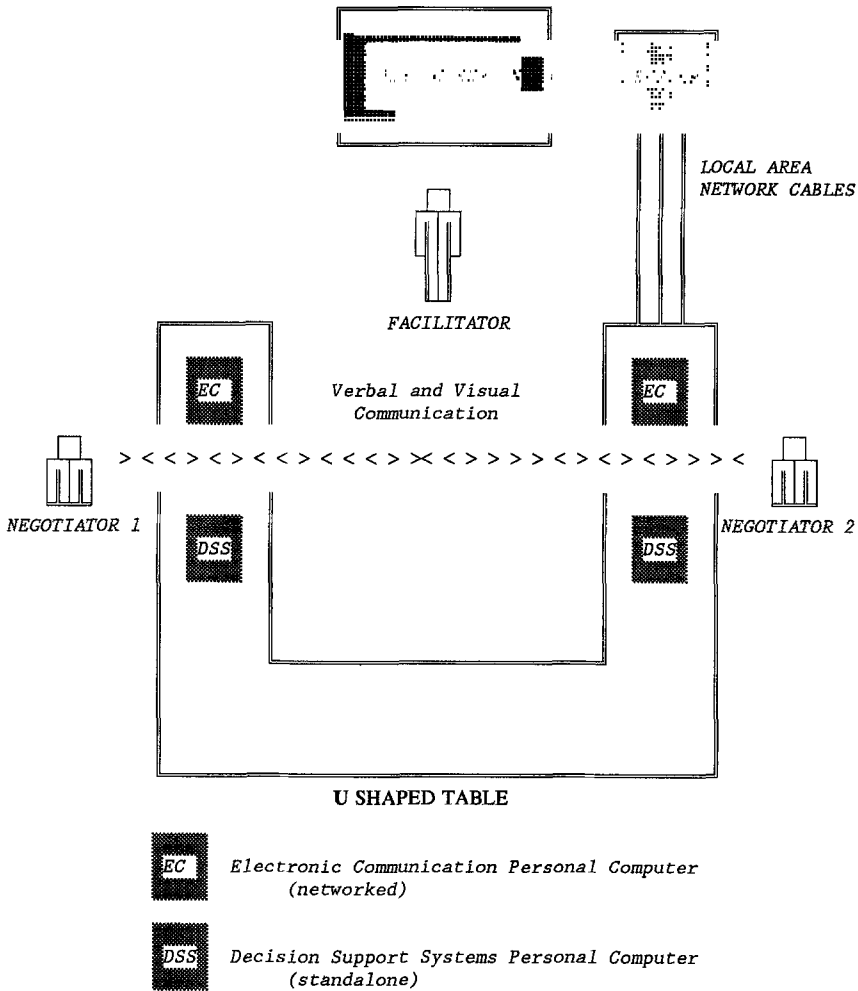 LOCAL AREA
NETWORK CABLES
FACILITATOR
EC
Verbal and Visual
Communication
EC
> < < > < > < < > < < < > >< < > > > > < > < > > > <
NEGOTIATOR 1
NEGOTIATOR 2
DSS
DSS
U SHAPED TABLE
EC
Electronic Communication Personal Computer
(networked)
DSS
Decision Support Systems Personal Computer
(standalone)